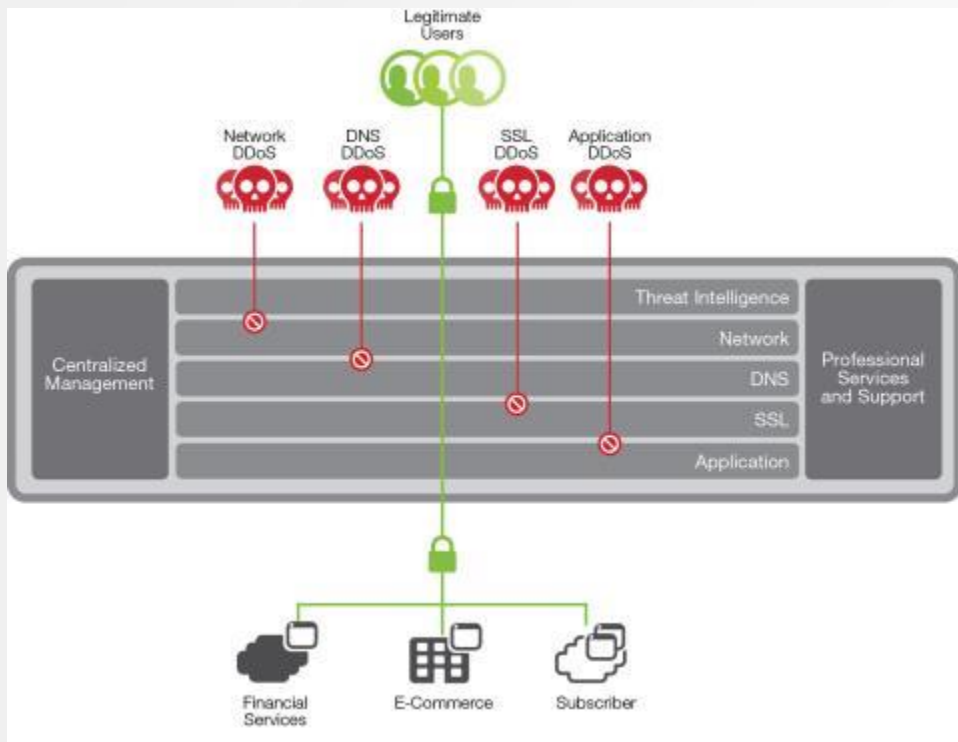 Legitimate
Users
Network
DDoS
DNS
DDoS
SSL
DDoS
Application
DDoS
Centralized
Management
Threat Intelligence
Network
DNS
SSL
Application
Professional
Services
and Support
Financial
Services
E-Commerce
Subscriber